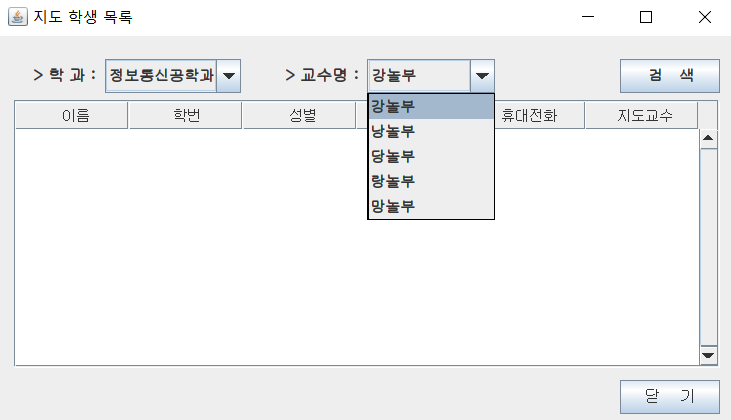 지도 학생 목록
> 학 과 : 정보통신공학과 > 교수명 : 강놀부 검 색
이름 학번 성별 휴대전화 지도교수
강놀부
낭놀부
당놀부
랑놀부
망놀부
닫 기